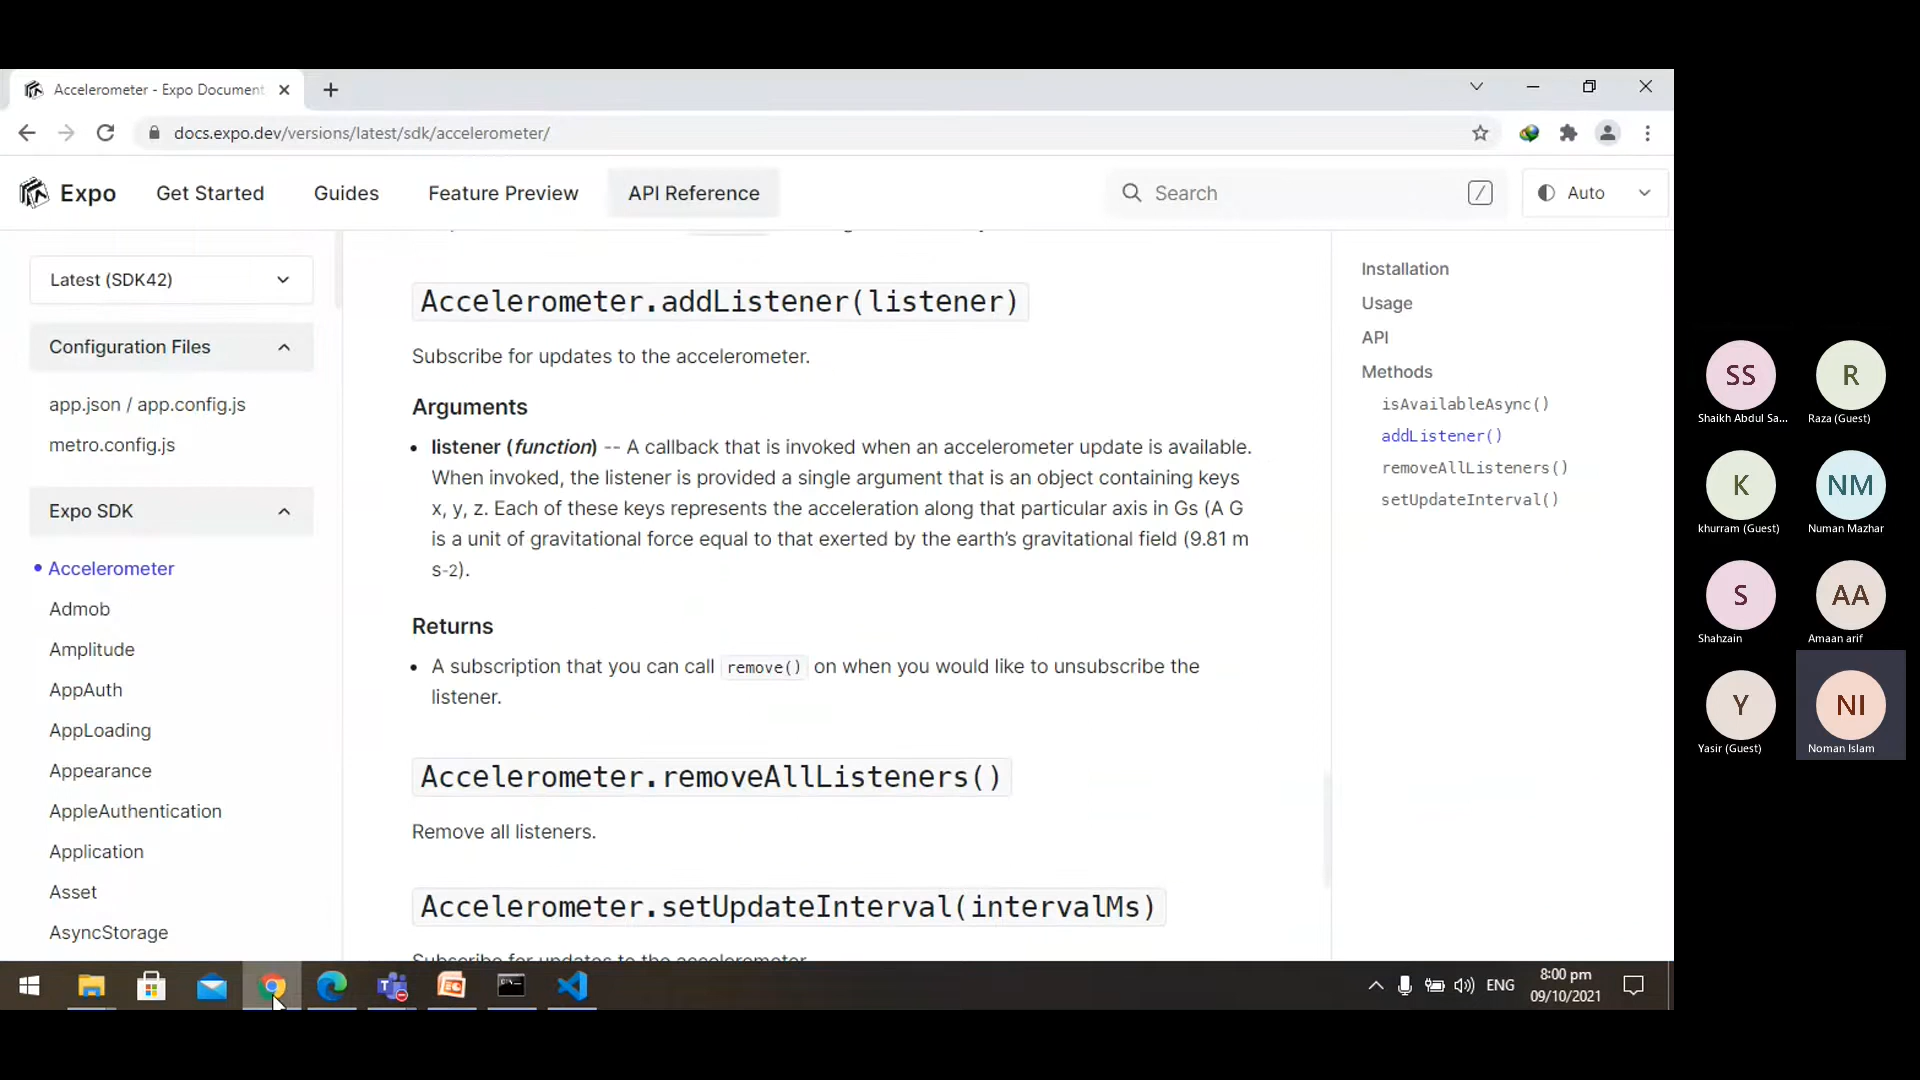 Accelerometer - Expo Document
docs.expo.dev/versions/latest/sdk/accelerometer/
Expo
Get Started
Guides
Feature Preview
API Reference
Search
/
Auto
Latest (SDK42)
Configuration Files
app.json / app.config.js
metro.config.js
Expo SDK
Accelerometer
Admob
Amplitude
AppAuth
AppLoading
Appearance
AppleAuthentication
Application
Asset
AsyncStorage
Accelerometer.addListener(listener)
Subscribe for updates to the accelerometer.
Arguments
• listener (function) -- A callback that is invoked when an accelerometer update is available.
When invoked, the listener is provided a single argument that is an object containing keys
x, y, z. Each of these keys represents the acceleration along that particular axis in Gs (A G
is a unit of gravitational force equal to that exerted by the earth’s gravitational field (9.81 m
s-2).
Returns
• A subscription that you can call remove() on when you would like to unsubscribe the
listener.
Accelerometer.removeAllListeners()
Remove all listeners.
Accelerometer.setUpdateInterval(intervalMs)
Subscribe for updates to the accelerometer
Installation
Usage
API
Methods
isAvailableAsync()
addListener()
removeAllListeners()
setUpdateInterval()
SS
Shaikh Abdul Sa...
R
Raza (Guest)
K
khurram (Guest)
NM
Numan Mazhar
S
Shahzain
AA
Amaan arif
Y
Yasir (Guest)
NI
Noman Islam
ENG
8:00 pm
09/10/2021